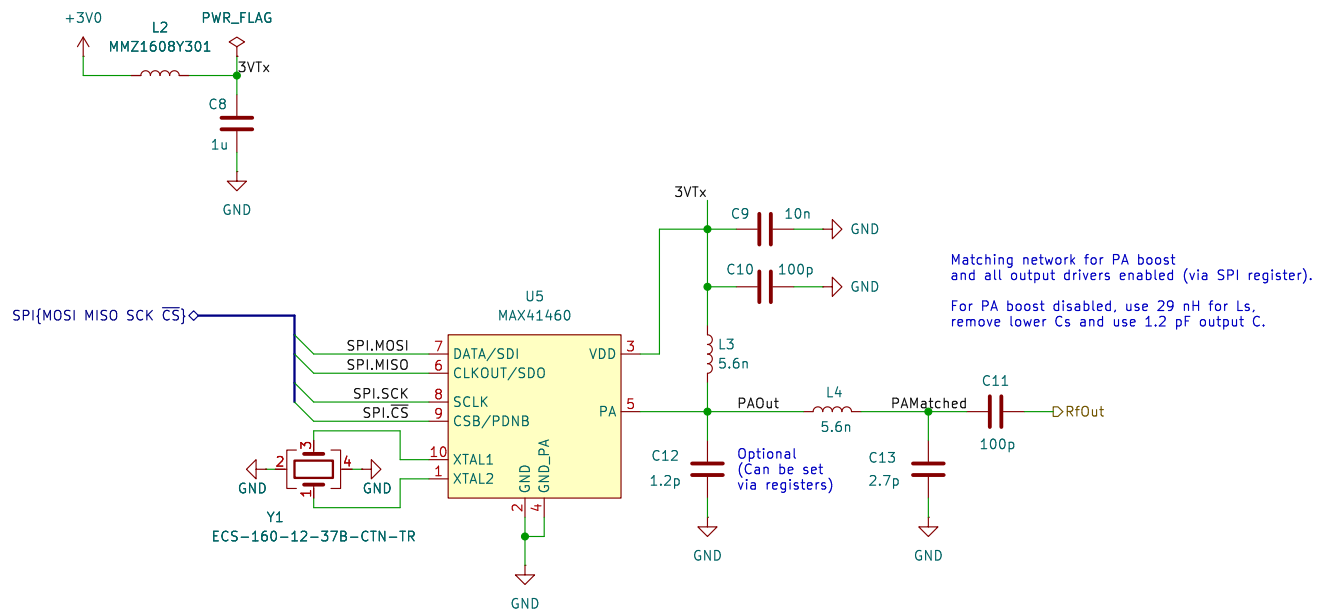 +3V0
L2
MMZ1608Y301
PWR_FLAG
3VTx
C8
1u
GND
3VTx
C9 10n
GND
C10 100p
GND
Matching network for PA boost
and all output drivers enabled (via SPI register).
For PA boost disabled, use 29 nH for Ls,
remove lower Cs and use 1.2 pF output C.
SPI{MOSI MISO SCK CS}
U5
MAX41460
SPI.MOSI 7 DATA/SDI
SPI.MISO 6 CLKOUT/SDO
SPI.SCK 8 SCLK
SPI.CS 9 CSB/PDNB
10 XTAL1
1 XTAL2
VDD 3
PA 5
GND 2
GND_PA 4
GND
L3
5.6n
PAOut
L4
5.6n
PAMatched
C11
100p
RfOut
C12
1.2p
Optional
(Can be set
via registers)
GND
C13
2.7p
GND
3
2 4
1
GND GND
Y1
ECS-160-12-37B-CTN-TR